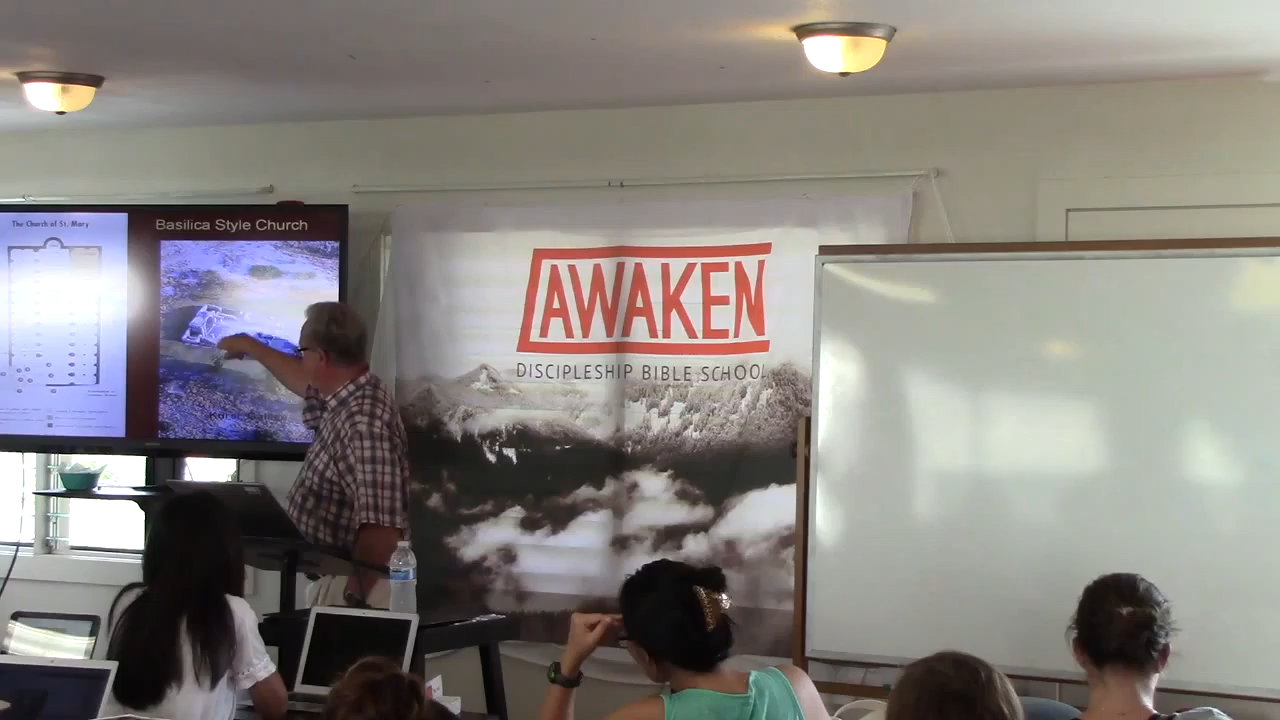 The Church of St. Mary
Basilica Style Church
AWAKEN
DISCIPLESHIP BIBLE SCHOOL